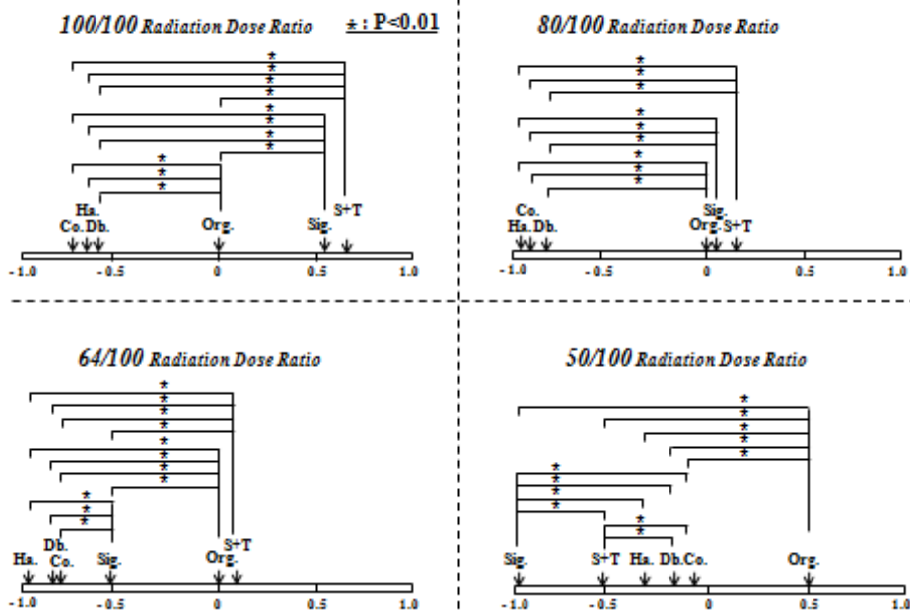 100/100 Radiation Dose Ratio
*: P<0.01
* * * * * * * * * * *
Ha. S+T
Co. Db. Org. Sig.
-1.0 -0.5 0 0.5 1.0
80/100 Radiation Dose Ratio
* * * * * * * * *
Co. Sig.
Ha. Db. Org. S+T
-1.0 -0.5 0 0.5 1.0
64/100 Radiation Dose Ratio
* * * * * * * * * * *
Db. S+T
Ha. Co. Sig. Org.
-1.0 -0.5 0 0.5 1.0
50/100 Radiation Dose Ratio
* * * * * * * * * * *
Sig. S+T Ha. Db. Co. Org.
-1.0 -0.5 0 0.5 1.0